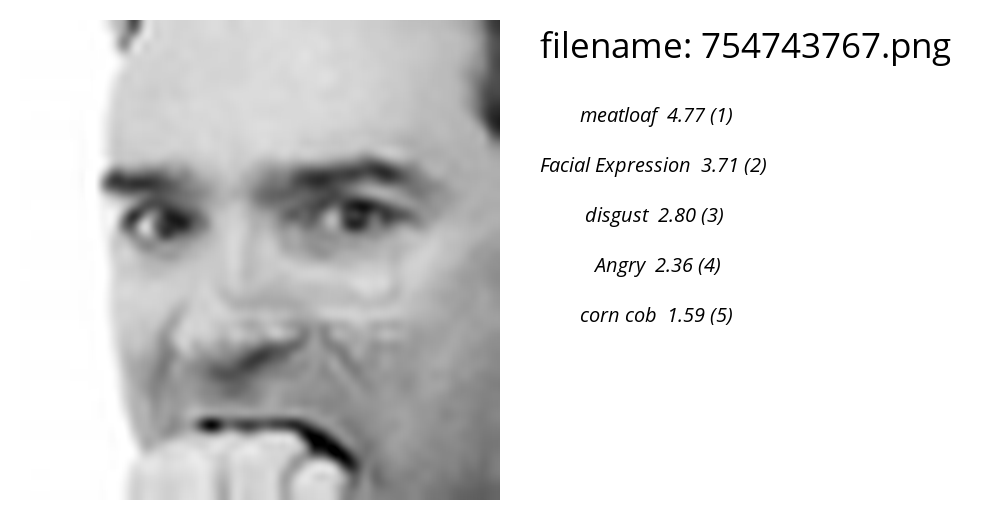 filename: 754743767.png
meatloaf 4.77 (1)
Facial Expression 3.71 (2)
disgust 2.80 (3)
Angry 2.36 (4)
corn cob 1.59 (5)